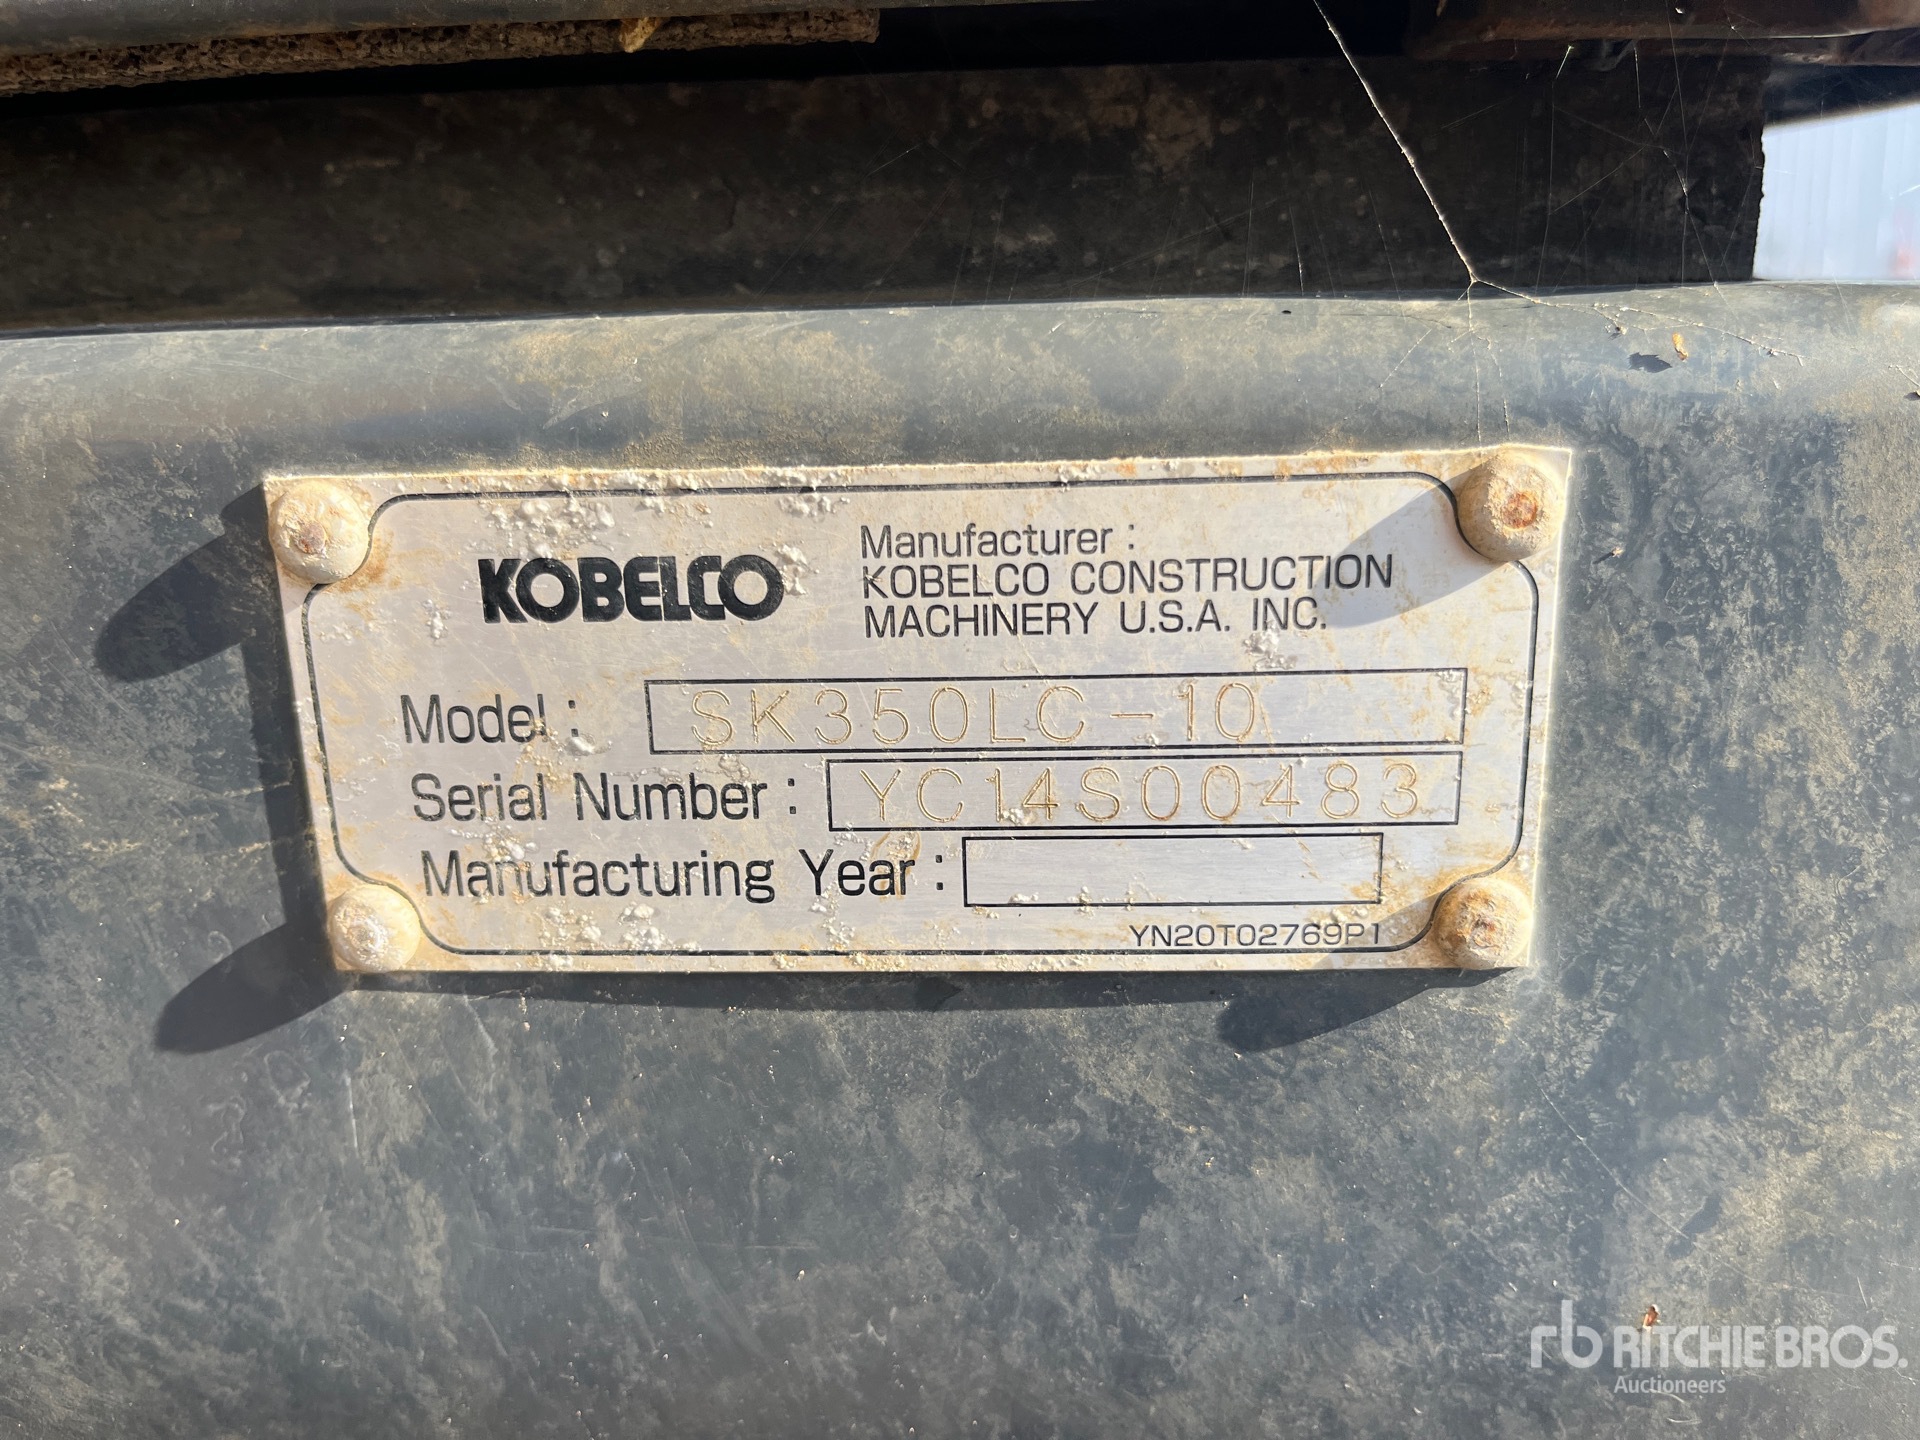 KOBELCO
Manufacturer :
KOBELCO CONSTRUCTION
MACHINERY U.S.A. INC.
Model : SK350LC-10
Serial Number : YC14S00483
Manufacturing Year :
YN20T02769P1
rb RITCHIE BROS.
Auctioneers